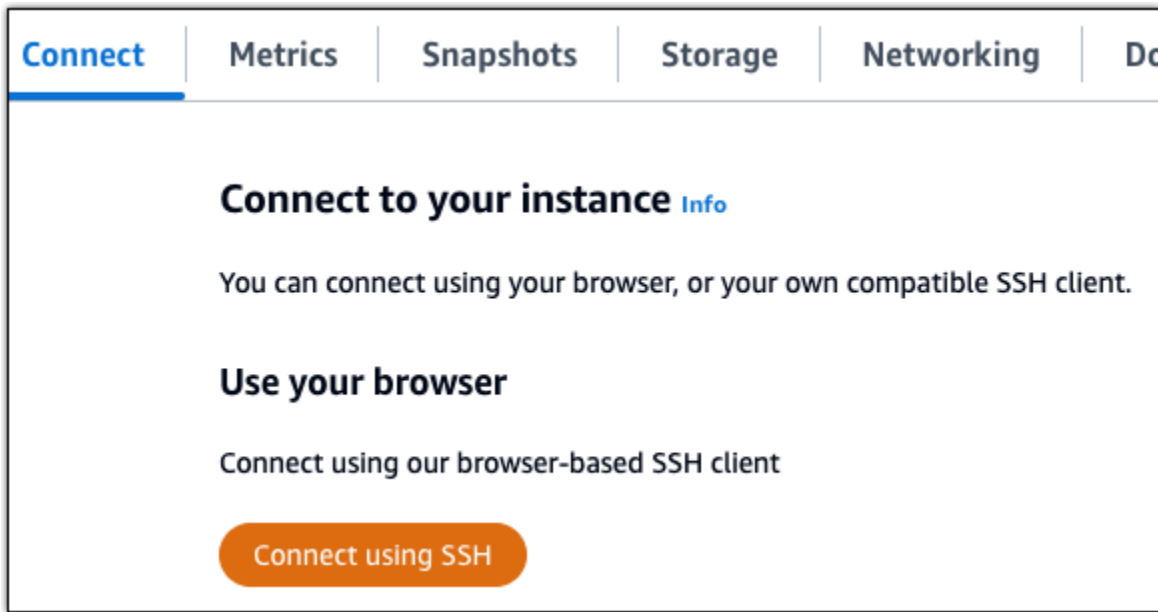 Connect Metrics Snapshots Storage Networking Do
Connect to your instance Info
You can connect using your browser, or your own compatible SSH client.
Use your browser
Connect using our browser-based SSH client
Connect using SSH